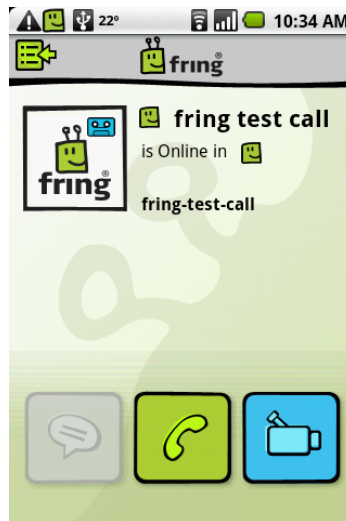 22° 10:34 AM
fring®
fring test call
is Online in
fring®
fring-test-call